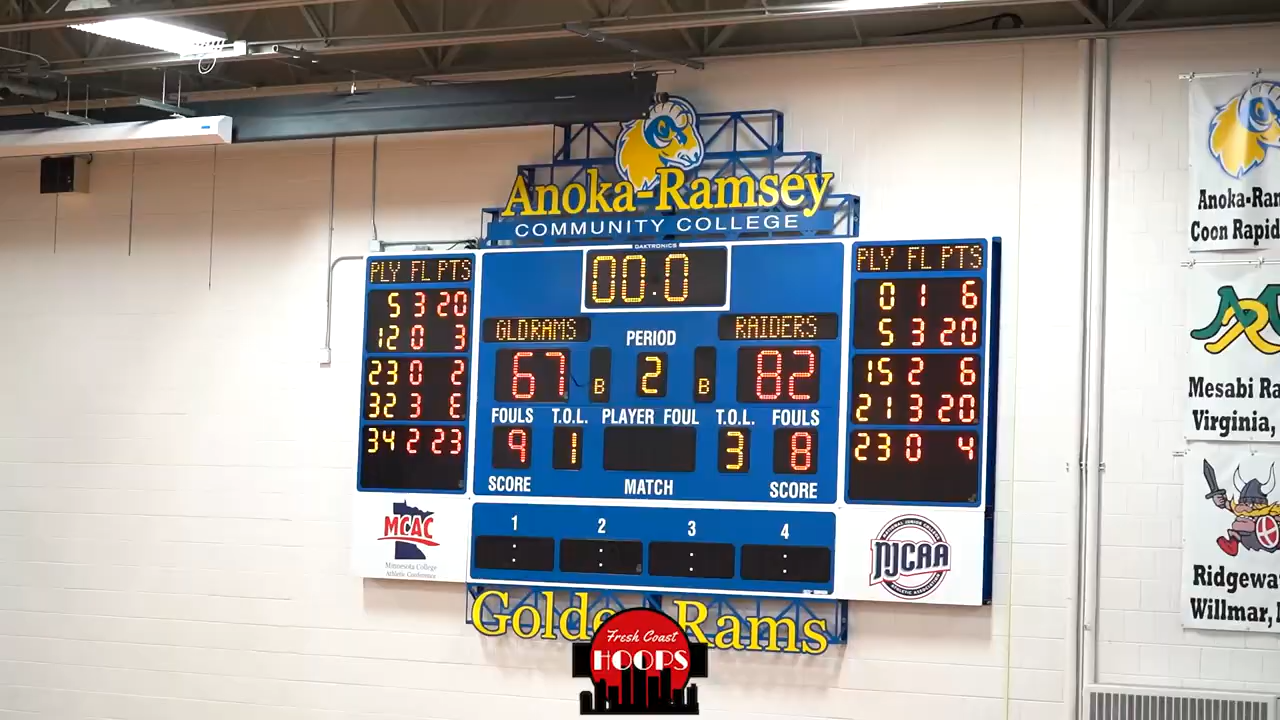 Anoka-Ramsey
COMMUNITY COLLEGE
DAKTRONICS
PLY FL PTS
5 3 20
12 0 3
23 0 2
32 3 E
34 2 23
00.0
GLDRAMS
PERIOD
RAIDERS
67
B
2
B
82
FOULS T.O.L. PLAYER FOUL T.O.L. FOULS
9 1 3 8
SCORE MATCH SCORE
1 2 3 4
: : : :
PLY FL PTS
0 1 6
5 3 20
15 2 6
21 3 20
23 0 4
MCAC
Minnesota College
Athletic Conference
NJCAA
Golde Rams
Fresh Coast
HOOPS
Anoka-Ran
Coon Rapid
Mesabi Ra
Virginia,
Ridgewa
Willmar,